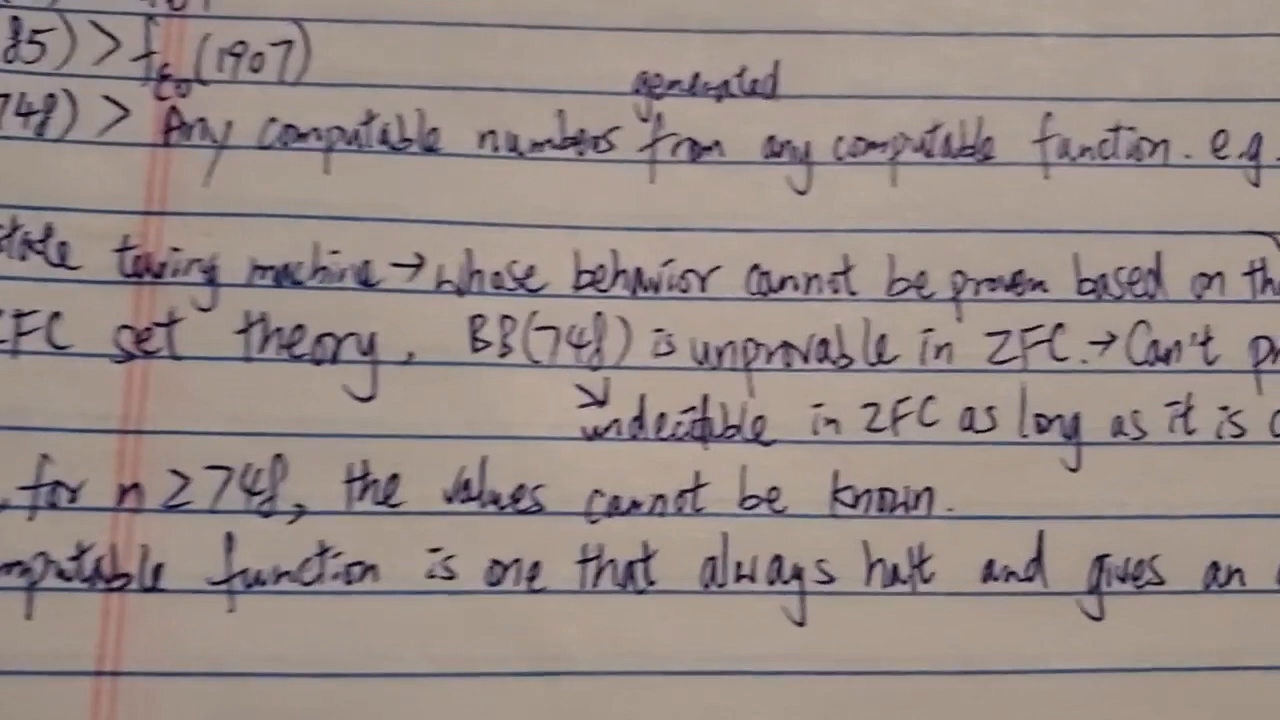 85) > fε₀(1907)
generated
748) > Any computable numbers from any computable function. e.g.
state turing machine → whose behavior cannot be proven based on th
FC set theory. BB(748) is unprovable in ZFC. → Can't pr
↘
undecidable in ZFC as long as it is c
for n ≥ 748, the values cannot be known.
mputable function is one that always halt and gives an